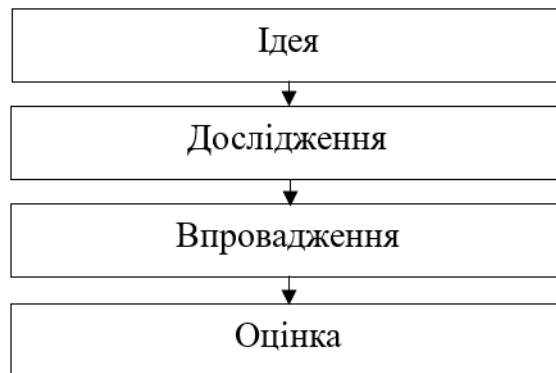 Ідея
Дослідження
Впровадження
Оцінка